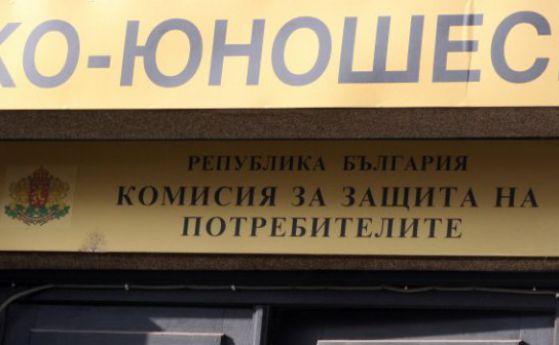 КО-ЮНОШЕС
РЕПУБЛИКА БЪЛГАРИЯ
КОМИСИЯ ЗА ЗАЩИТА НА
ПОТРЕБИТЕЛИТЕ